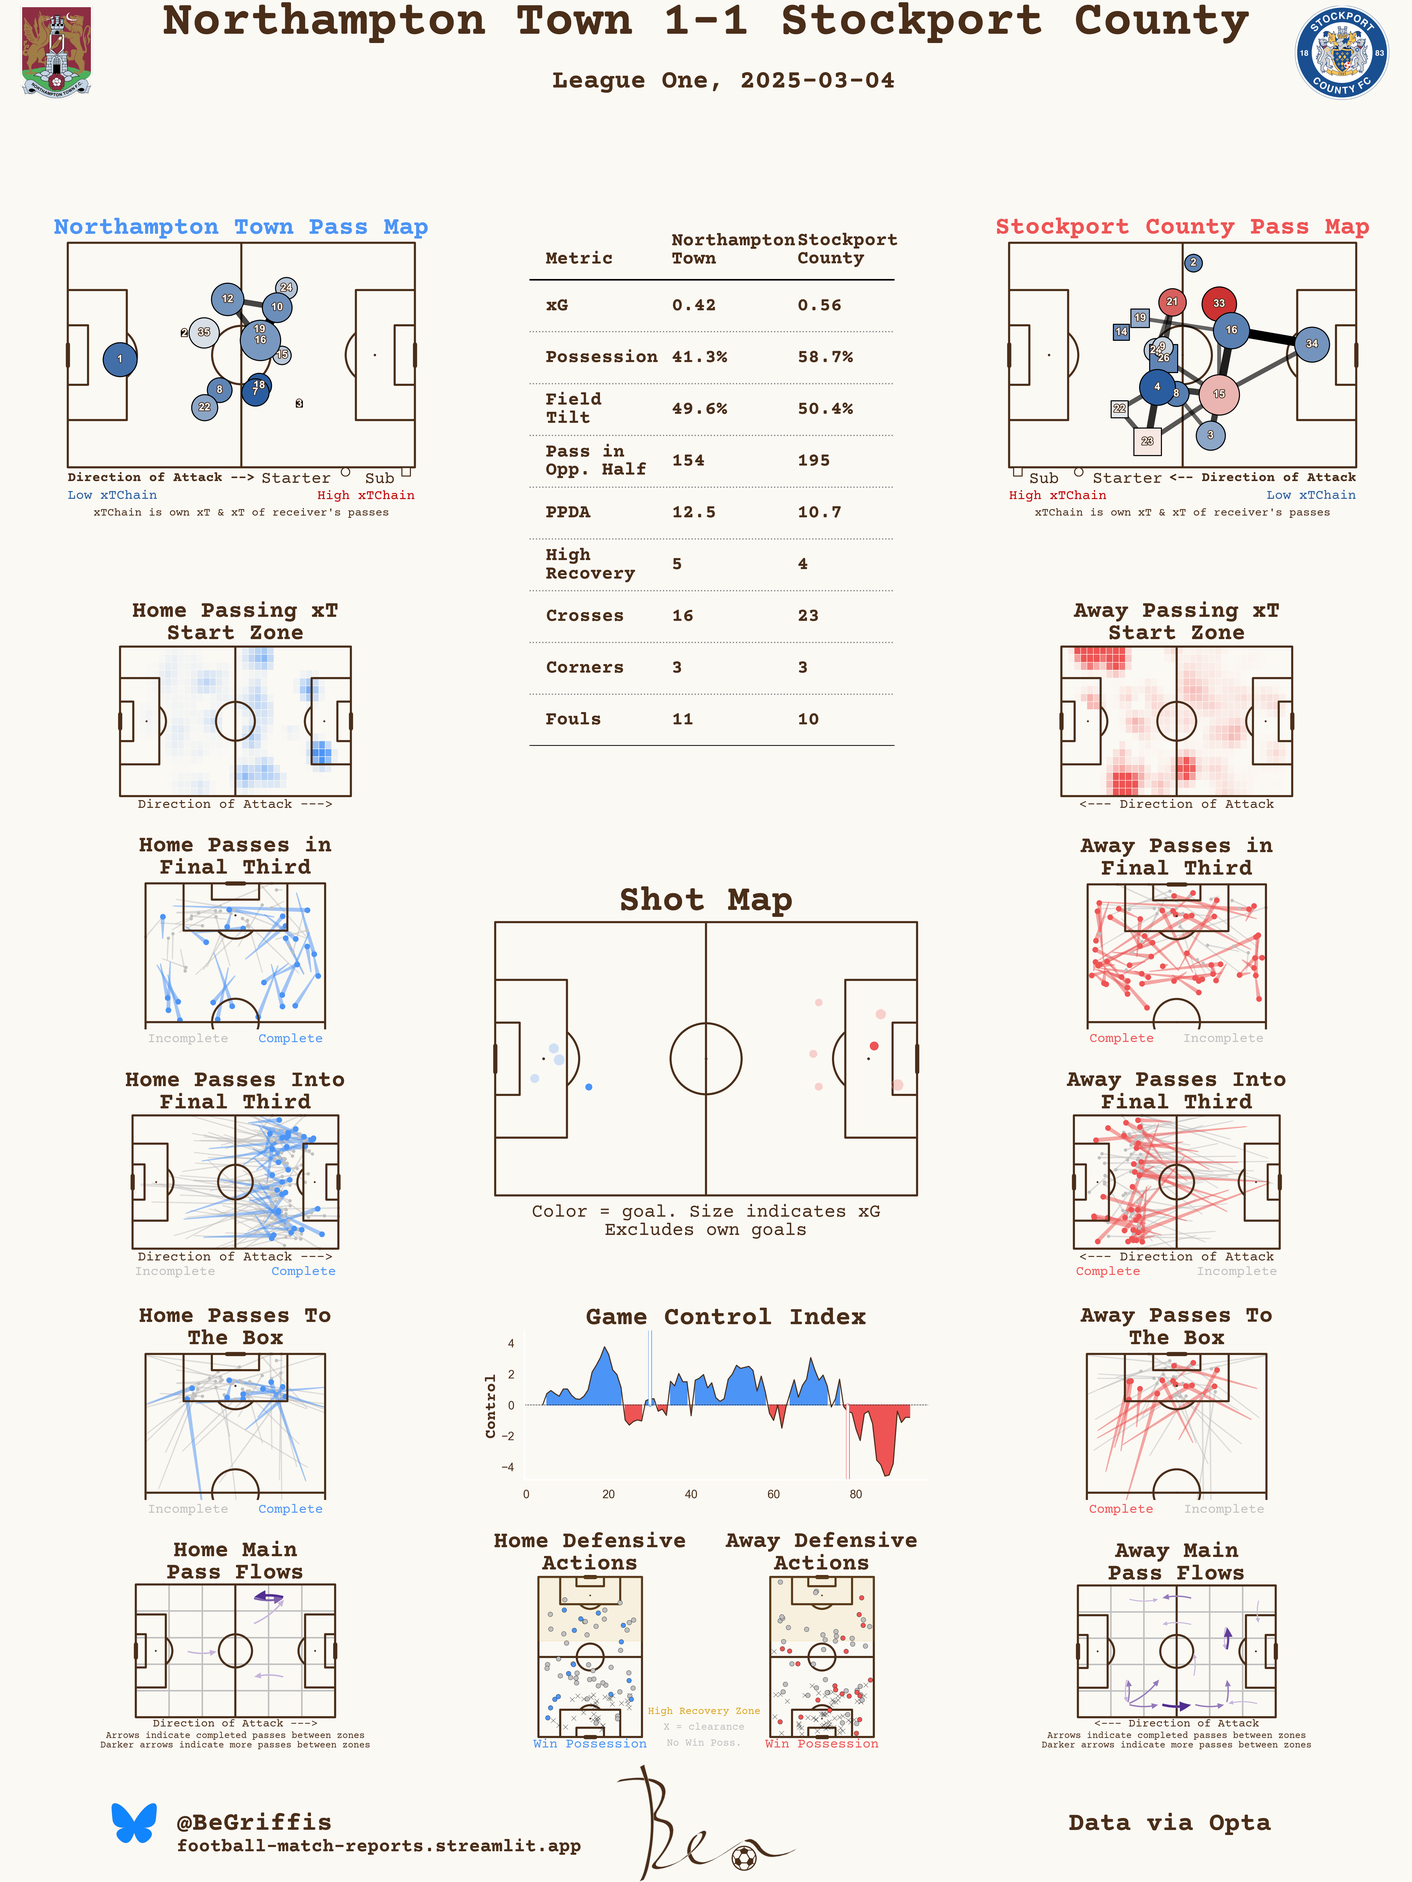 Northampton Town 1-1 Stockport County
League One, 2025-03-04
NORTHAMPTON TOWN F.C.
STOCKPORT
18 83
COUNTY FC
Northampton Town Pass Map
12
24
10
2
35
19
16
15
1
8
18
7
22
3
Direction of Attack --> Starter Sub
Low xTChain High xTChain
xTChain is own xT & xT of receiver's passes
Metric Northampton Town Stockport County
xG 0.42 0.56
Possession 41.3% 58.7%
Field Tilt 49.6% 50.4%
Pass in Opp. Half 154 195
PPDA 12.5 10.7
High Recovery 5 4
Crosses 16 23
Corners 3 3
Fouls 11 10
Stockport County Pass Map
2
21
33
19
14
16
34
9
26
4
8
15
22
23
3
Sub Starter <-- Direction of Attack
High xTChain Low xTChain
xTChain is own xT & xT of receiver's passes
Home Passing xT
Start Zone
Direction of Attack --->
Away Passing xT
Start Zone
<--- Direction of Attack
Home Passes in
Final Third
Incomplete Complete
Away Passes in
Final Third
Complete Incomplete
Shot Map
Color = goal. Size indicates xG
Excludes own goals
Home Passes Into
Final Third
Direction of Attack --->
Incomplete Complete
Away Passes Into
Final Third
<--- Direction of Attack
Complete Incomplete
Home Passes To
The Box
Incomplete Complete
Game Control Index
Control
4
2
0
−2
−4
0 20 40 60 80
Away Passes To
The Box
Complete Incomplete
Home Main
Pass Flows
Direction of Attack --->
Arrows indicate completed passes between zones
Darker arrows indicate more passes between zones
Home Defensive
Actions
Win Possession
Away Defensive
Actions
Win Possession
High Recovery Zone
X = clearance
No Win Poss.
Away Main
Pass Flows
<--- Direction of Attack
Arrows indicate completed passes between zones
Darker arrows indicate more passes between zones
@BeGriffis
football-match-reports.streamlit.app
Ben
Data via Opta